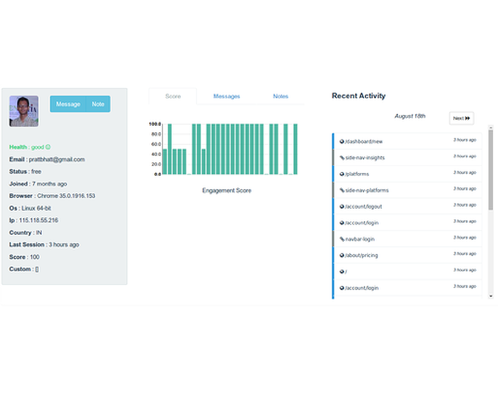 Message Note
Health : good ☺
Email : prattbhatt@gmail.com
Status : free
Joined : 7 months ago
Browser : Chrome 35.0.1916.153
Os : Linux 64-bit
Ip : 115.118.55.216
Country : IN
Last Session : 3 hours ago
Score : 100
Custom : []
Score Messages Notes
100.0
80.0
60.0
40.0
20.0
0.0
Engagement Score
Recent Activity
August 18th Next
/dashboard/new 3 hours ago
side-nav-insights 3 hours ago
/platforms 3 hours ago
side-nav-platforms 3 hours ago
/account/logout 3 hours ago
/account/login 3 hours ago
navbar-login 3 hours ago
/about/pricing 3 hours ago
/ 3 hours ago
/account/login 3 hours ago